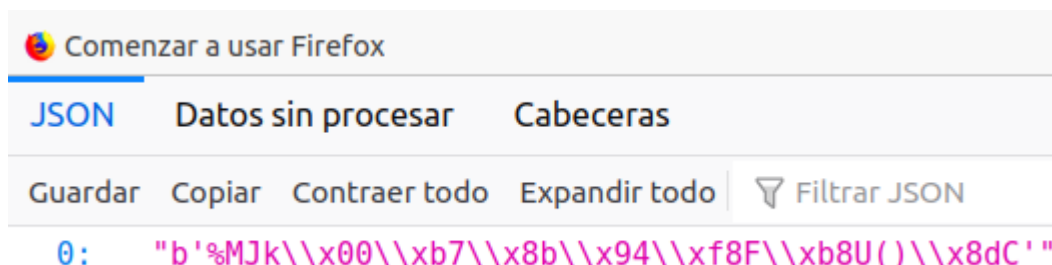 Comenzar a usar Firefox
JSON Datos sin procesar Cabeceras
Guardar Copiar Contraer todo Expandir todo Filtrar JSON
0: "b'%MJk\\x00\\xb7\\x8b\\x94\\xf8F\\xb8U()\\x8dC'"